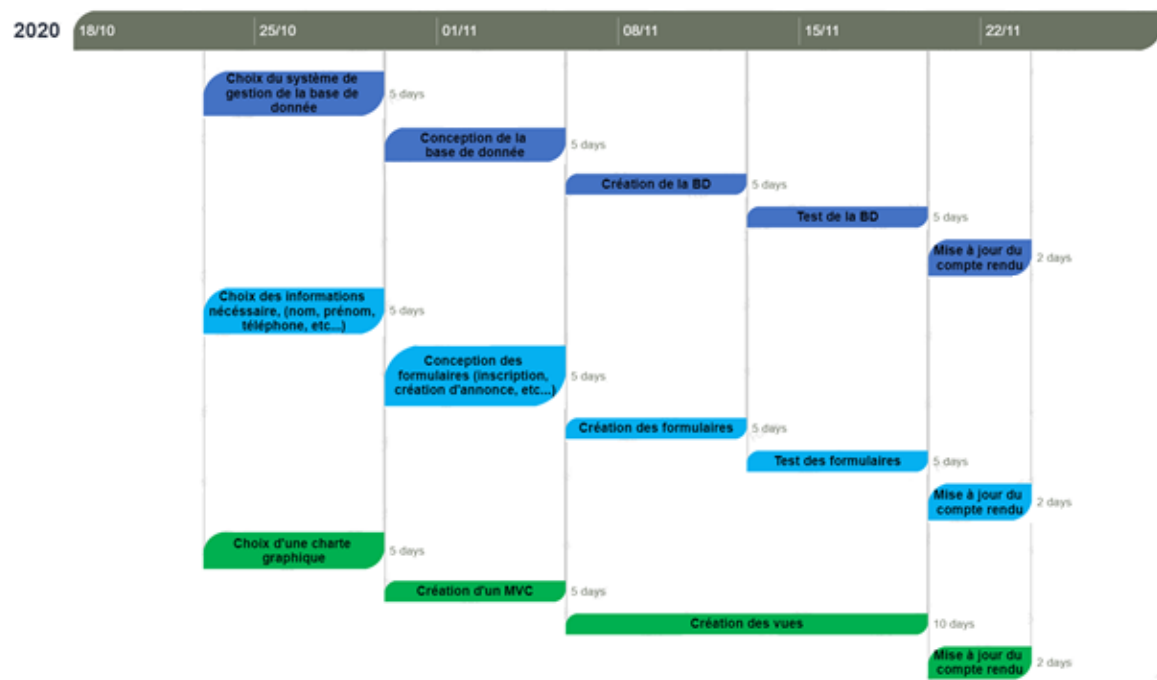 2020 18/10 25/10 01/11 08/11 15/11 22/11
Choix du système de
gestion de la base de
donnée
5 days
Conception de la
base de donnée
5 days
Création de la BD
5 days
Test de la BD
5 days
Mise à jour du
compte rendu
2 days
Choix des informations
nécéssaire, (nom, prénom,
téléphone, etc...)
5 days
Conception des
formulaires (inscription,
création d'annonce, etc...)
5 days
Création des formulaires
5 days
Test des formulaires
5 days
Mise à jour du
compte rendu
2 days
Choix d'une charte
graphique
5 days
Création d'un MVC
5 days
Création des vues
10 days
Mise à jour du
compte rendu
2 days